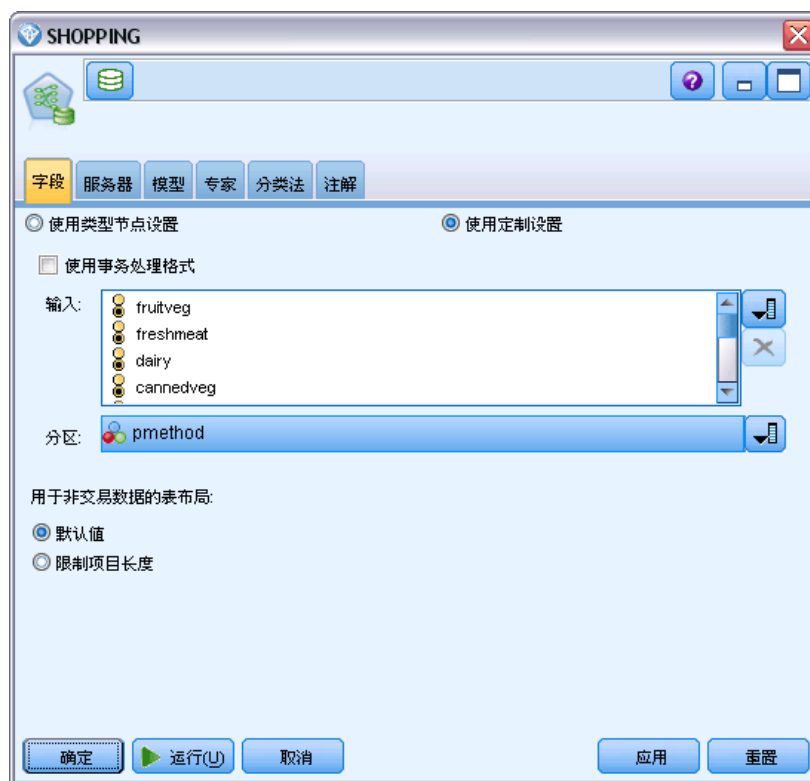 SHOPPING
字段 服务器 模型 专家 分类法 注解
使用类型节点设置 使用定制设置
使用事务处理格式
输入: fruitveg
freshmeat
dairy
cannedveg
分区: pmethod
用于非交易数据的表布局:
默认值
限制项目长度
确定 运行(U) 取消 应用 重置